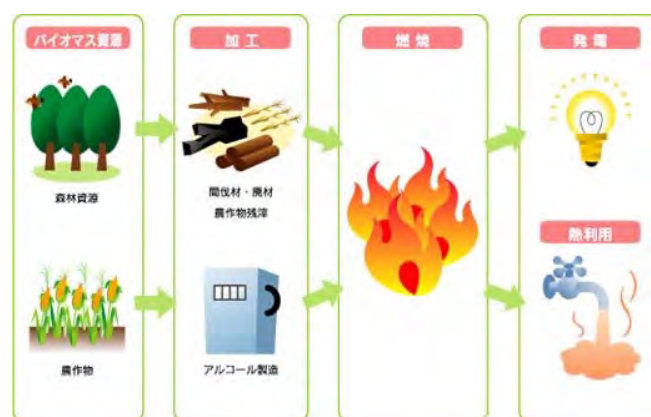 バイオマス資源
加工
燃焼
発電
森林資源
間伐材・廃材
農作物残滓
熱利用
農作物
アルコール製造